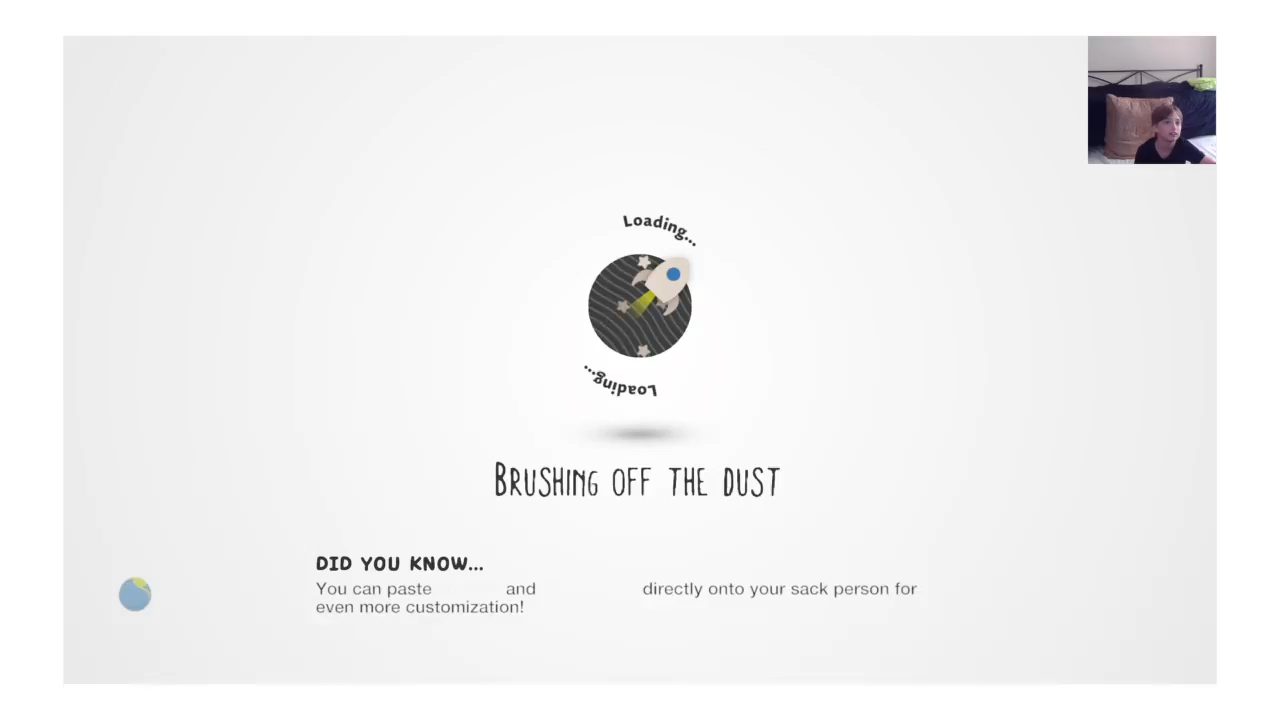 Loading...
Loading...
BRUSHING OFF THE DUST
DID YOU KNOW...
You can paste and directly onto your sack person for
even more customization!